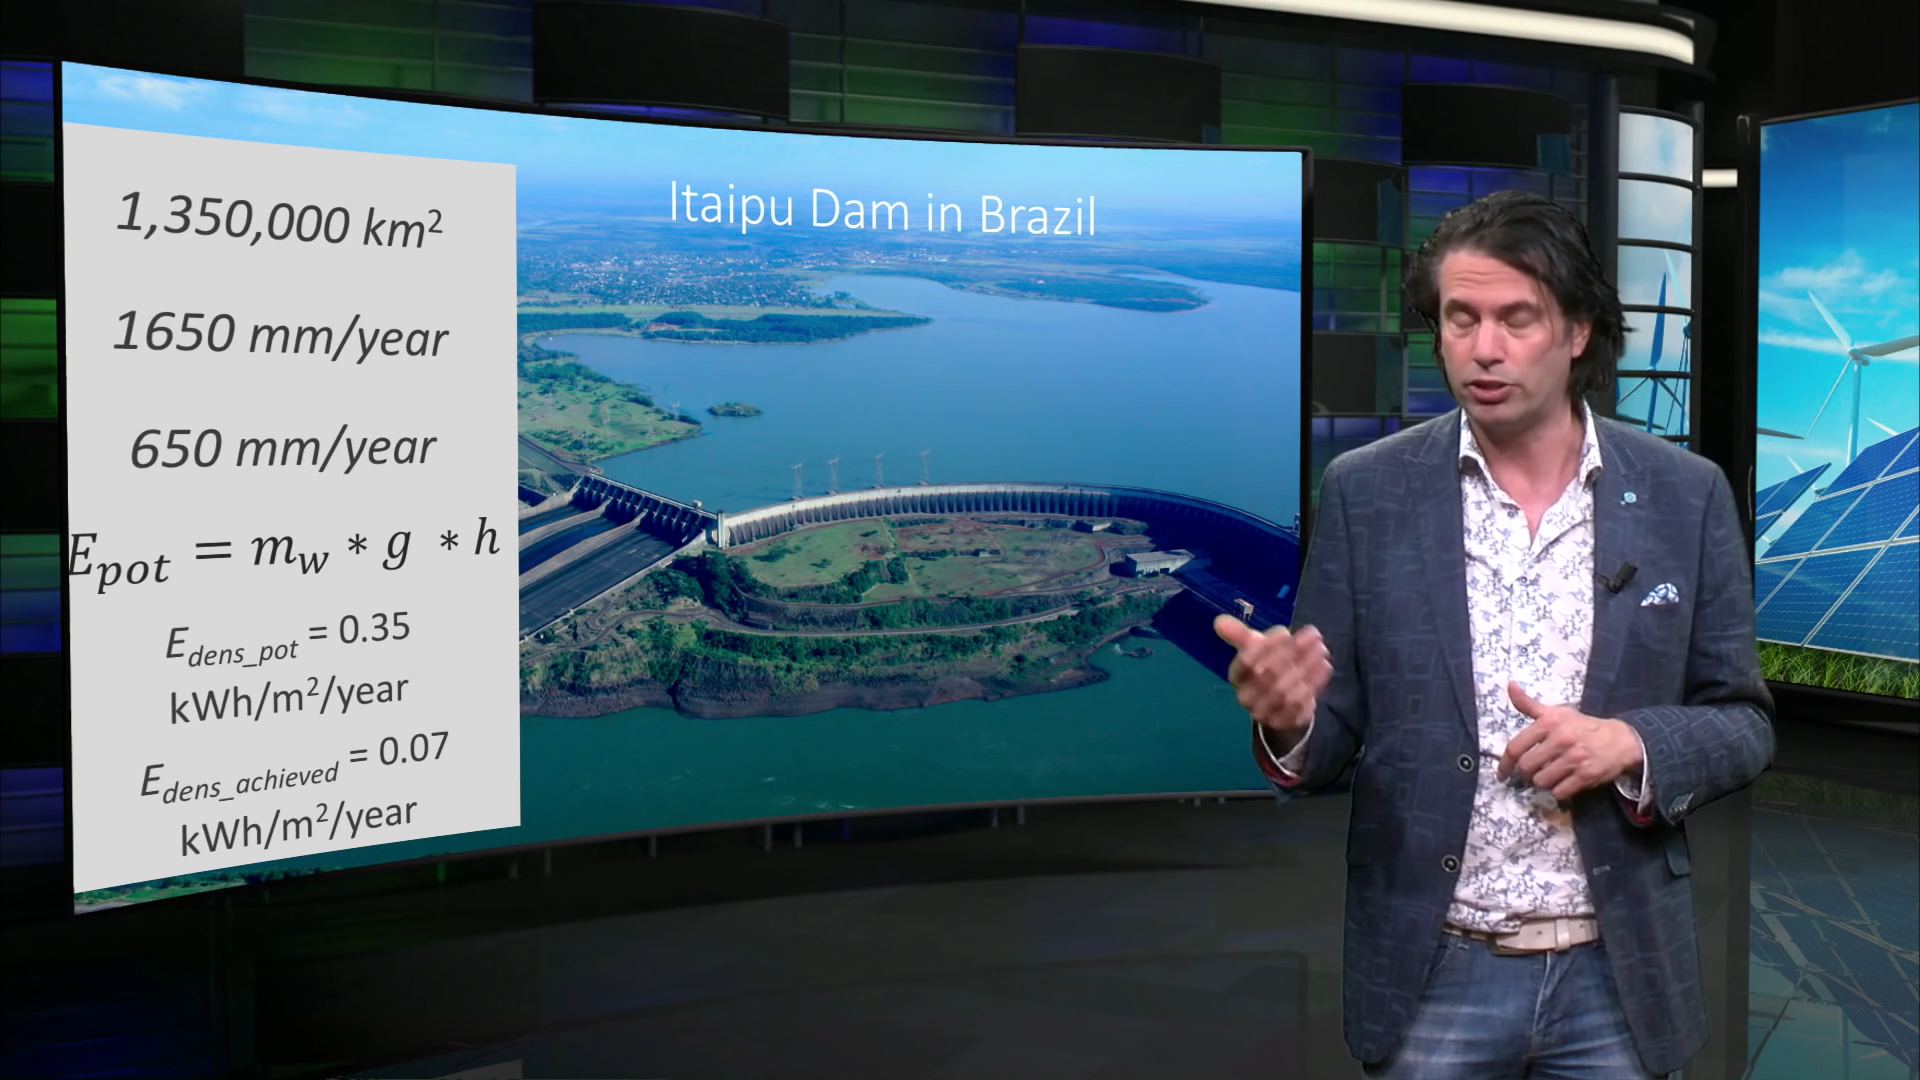 Itaipu Dam in Brazil
1,350,000 km²
1650 mm/year
650 mm/year
E_pot = m_w * g * h
E_dens_pot = 0.35
kWh/m²/year
E_dens_achieved = 0.07
kWh/m²/year